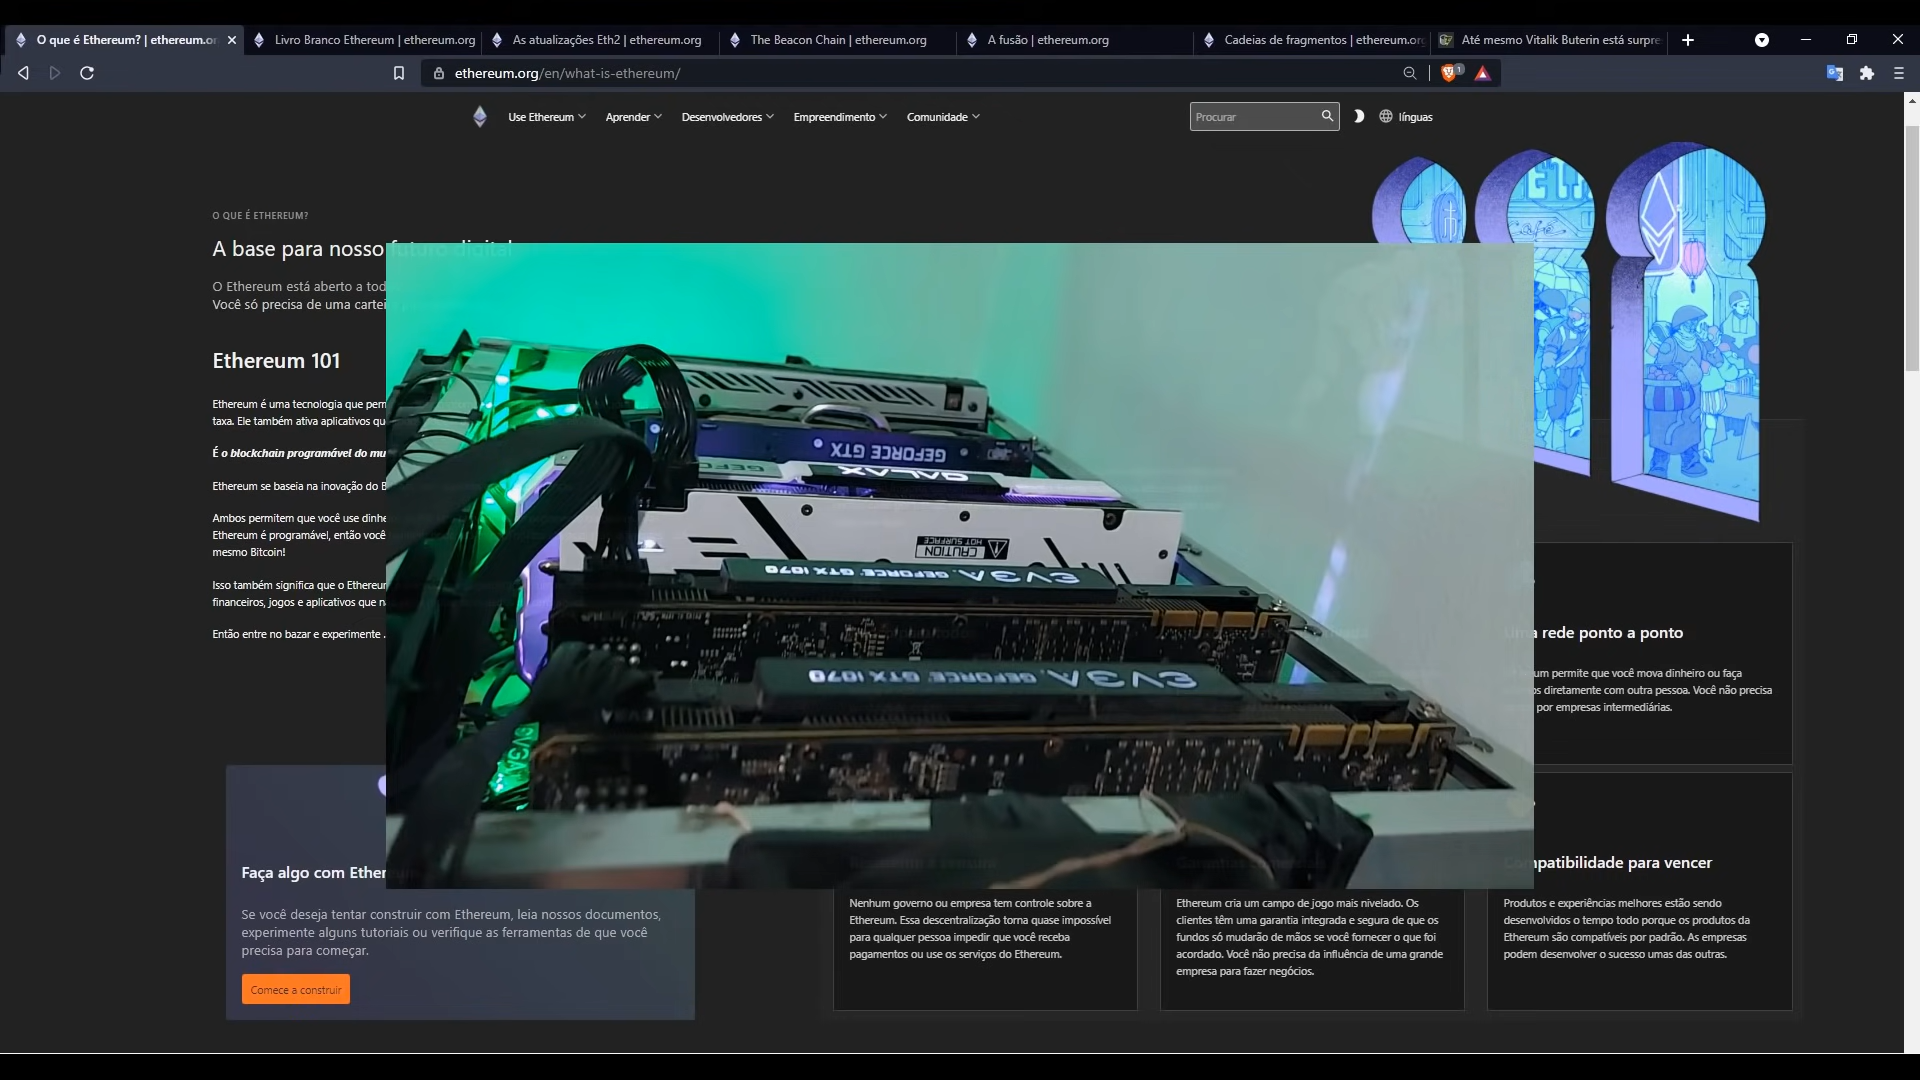 O que é Ethereum? | ethereum.or
Livro Branco Ethereum | ethereum.org
As atualizações Eth2 | ethereum.org
The Beacon Chain | ethereum.org
A fusão | ethereum.org
Cadeias de fragmentos | ethereum.org
Até mesmo Vitalik Buterin está surpre
ethereum.org/en/what-is-ethereum/
1
Use Ethereum
Aprender
Desenvolvedores
Empreendimento
Comunidade
Procurar
línguas
O QUE É ETHEREUM?
A base para nosso futuro digital
O Ethereum está aberto a tod
Você só precisa de uma cartei
Ethereum 101
Ethereum é uma tecnologia que perm
taxa. Ele também ativa aplicativos qu
É o blockchain programável do mu
Ethereum se baseia na inovação do B
Ambos permitem que você use dinhe
Ethereum é programável, então você
mesmo Bitcoin!
Isso também significa que o Ethereum
financeiros, jogos e aplicativos que n
Então entre no bazar e experimente .
GEFORCE GTX
GEFORCE
GALAX
CAUTION
HOT SURFACE
EVGA. GEFORCE GTX 1070
EVGA. GEFORCE GTX 1070
EVGA
Uma rede ponto a ponto
um permite que você mova dinheiro ou faça
s diretamente com outra pessoa. Você não precisa
por empresas intermediárias.
Faça algo com Ether
Se você deseja tentar construir com Ethereum, leia nossos documentos,
experimente alguns tutoriais ou verifique as ferramentas de que você
precisa para começar.
Comece a construir
Nenhum governo ou empresa tem controle sobre a
Ethereum. Essa descentralização torna quase impossível
para qualquer pessoa impedir que você receba
pagamentos ou use os serviços do Ethereum.
Ethereum cria um campo de jogo mais nivelado. Os
clientes têm uma garantia integrada e segura de que os
fundos só mudarão de mãos se você fornecer o que foi
acordado. Você não precisa da influência de uma grande
empresa para fazer negócios.
Compatibilidade para vencer
Produtos e experiências melhores estão sendo
desenvolvidos o tempo todo porque os produtos da
Ethereum são compatíveis por padrão. As empresas
podem desenvolver o sucesso umas das outras.